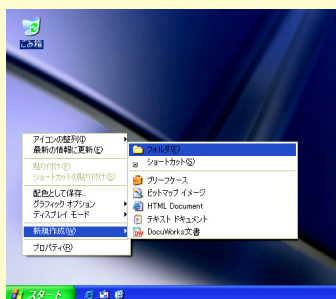 ごみ箱
アイコンの整列(I)
最新の情報に更新(E)
貼り付け(P)
ショートカットの貼り付け(S)
配色として保存...
グラフィック オプション
ディスプレイ モード
新規作成(W)
プロパティ(R)
フォルダ(F)
ショートカット(S)
ブリーフケース
ビットマップ イメージ
HTML Document
テキスト ドキュメント
DocuWorks文書
スタート